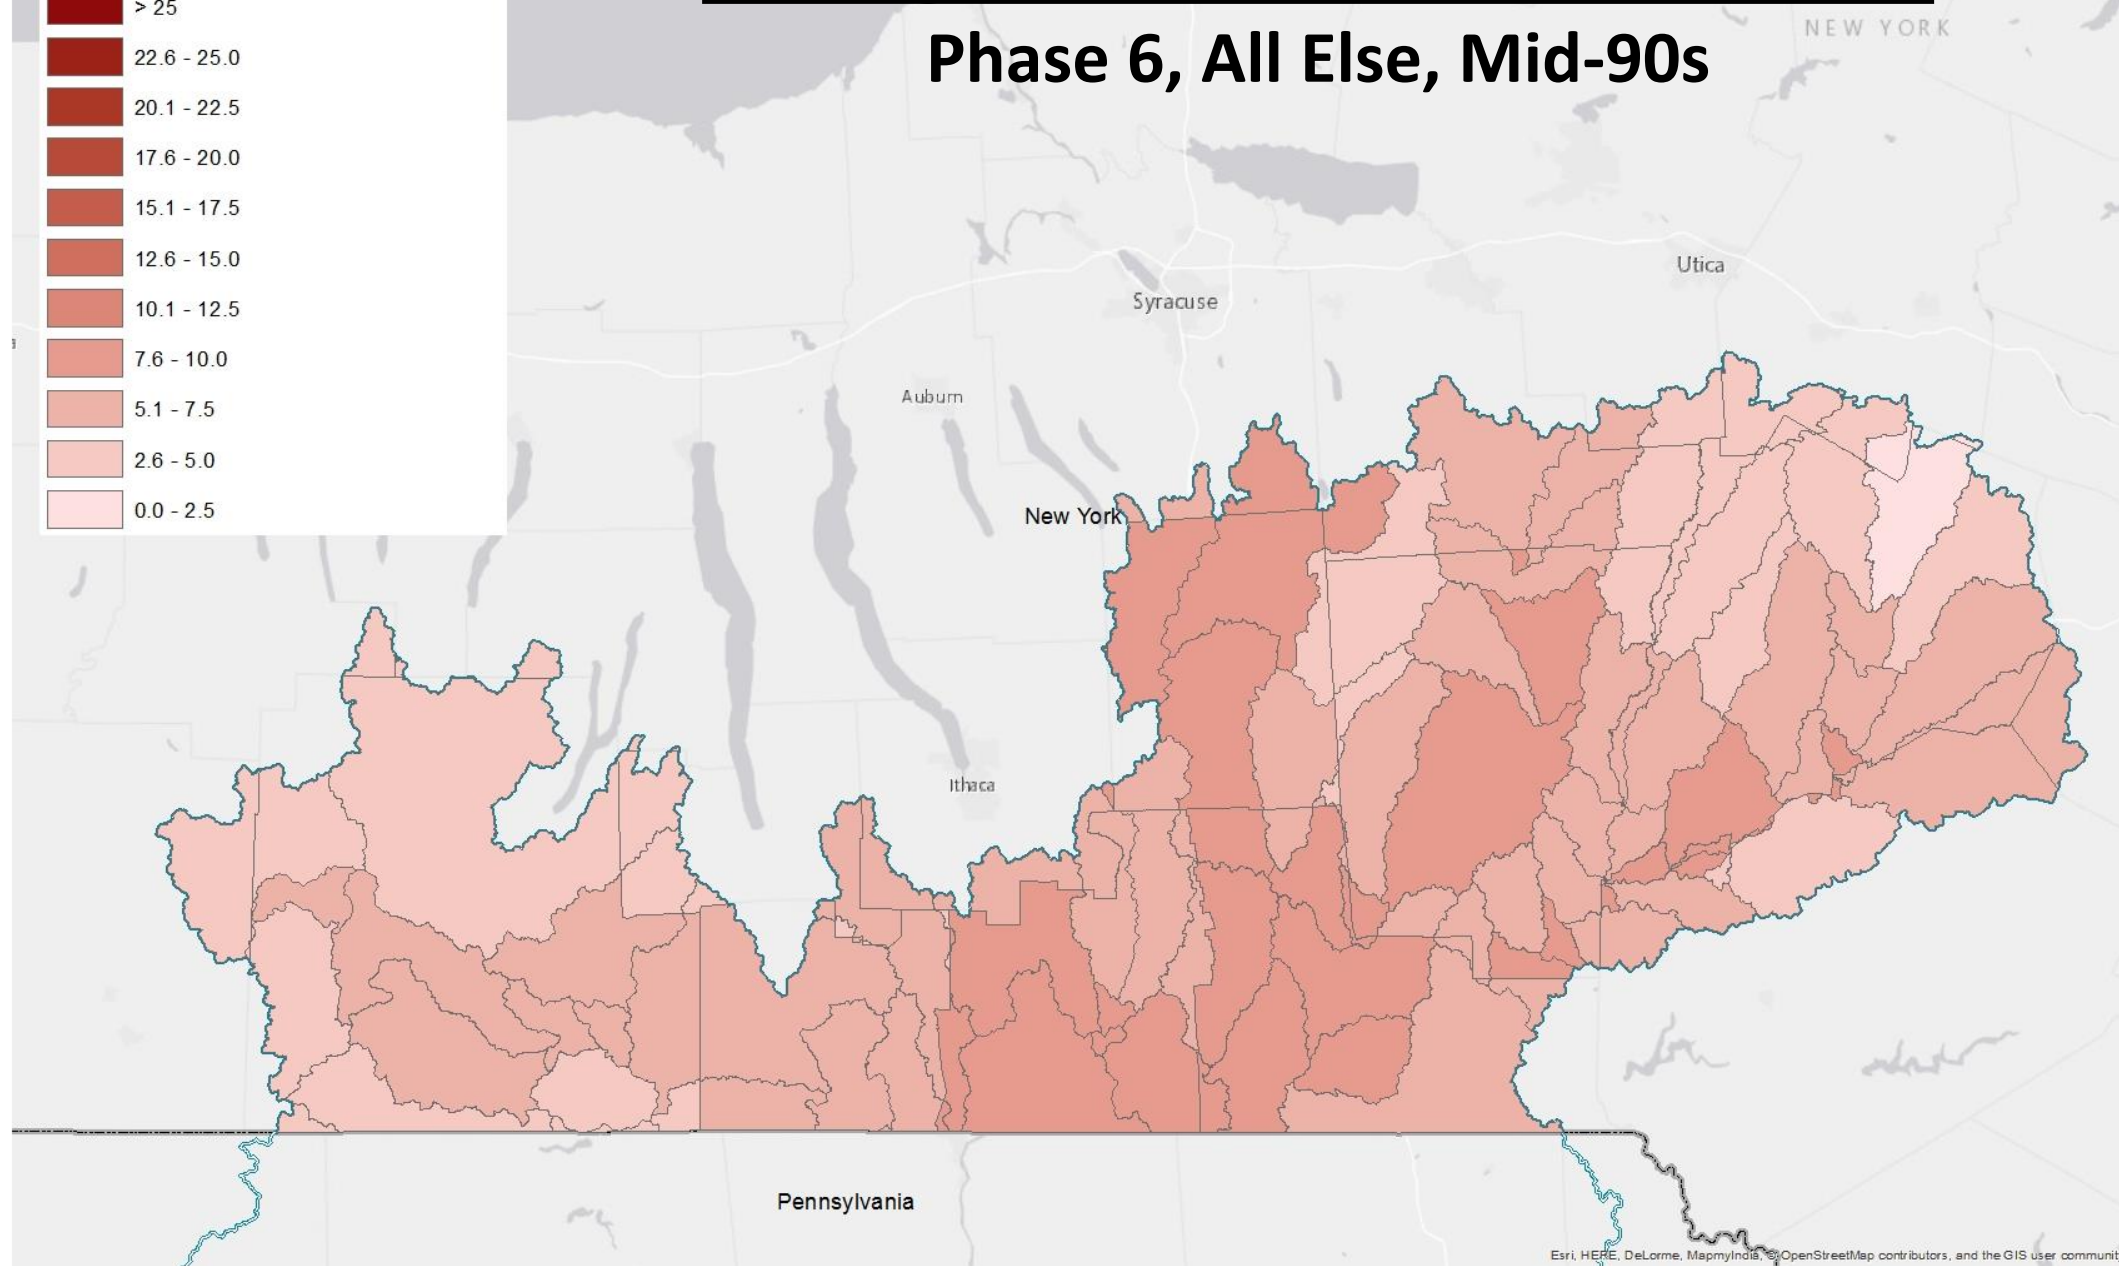 > 25
NEW YORK
Phase 6, All Else, Mid-90s
22.6 - 25.0
20.1 - 22.5
17.6 - 20.0
15.1 - 17.5
12.6 - 15.0
10.1 - 12.5
7.6 - 10.0
5.1 - 7.5
2.6 - 5.0
0.0 - 2.5
Utica
Syracuse
Auburn
New York
Ithaca
Pennsylvania
Esri, HERE, DeLorme, MapmyIndia, © OpenStreetMap contributors, and the GIS user communit